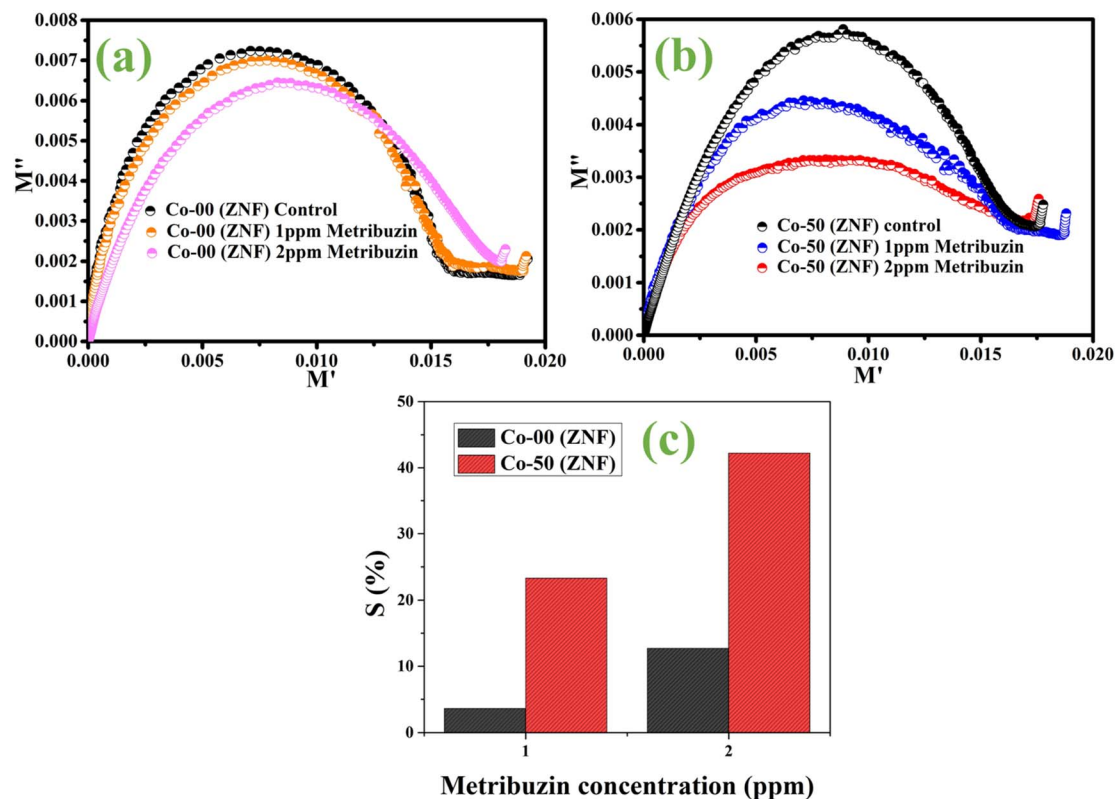 (a)
M''
0.008
0.007
0.006
0.005
0.004
0.003
0.002
0.001
0.000
Co-00 (ZNF) Control
Co-00 (ZNF) 1ppm Metribuzin
Co-00 (ZNF) 2ppm Metribuzin
0.000 0.005 0.010 0.015 0.020
M'
(b)
M''
0.006
0.005
0.004
0.003
0.002
0.001
0.000
Co-50 (ZNF) control
Co-50 (ZNF) 1ppm Metribuzin
Co-50 (ZNF) 2ppm Metribuzin
0.000 0.005 0.010 0.015 0.020
M'
(c)
S (%)
50
40
30
20
10
0
Co-00 (ZNF)
Co-50 (ZNF)
1 2
Metribuzin concentration (ppm)